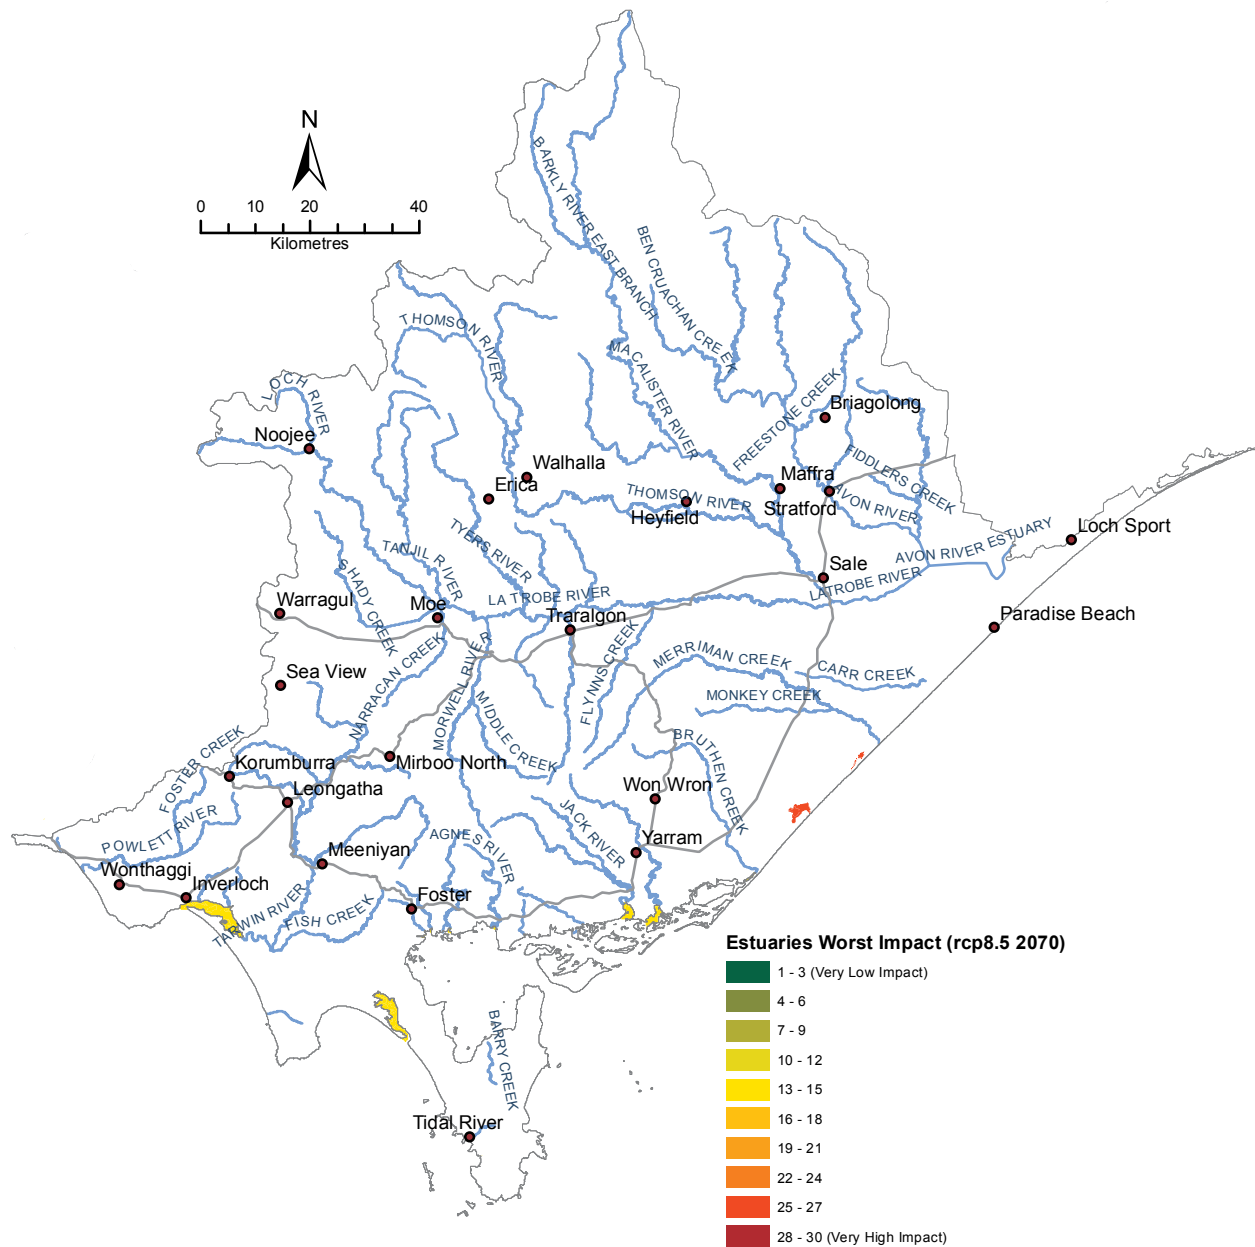 N
0 10 20 40
Kilometres
BARKLY RIVER EAST BRANCH
BEN CRUACHAN CREEK
THOMSON RIVER
MACALISTER RIVER
LOCH RIVER
FREESTONE CREEK
Briagolong
Noojee
Walhalla
Erica
Maffra
FIDDLERS CREEK
THOMSON RIVER
Heyfield
Stratford
AVON RIVER
Loch Sport
AVON RIVER ESTUARY
TYERS RIVER
TANJIL RIVER
SHADY CREEK
Sale
LATROBE RIVER
LA TROBE RIVER
Warragul
Moe
Traralgon
Paradise Beach
FLYNNS CREEK
MERRIMAN CREEK
CARR CREEK
Sea View
NARRACAN CREEK
MORWELL RIVER
MIDDLE CREEK
MONKEY CREEK
FOSTER CREEK
Korumburra
Mirboo North
BRUTHEN CREEK
Leongatha
Won Wron
POWLETT RIVER
JACK RIVER
AGNES RIVER
Yarram
Meeniyan
Wonthaggi
Inverloch
TARWIN RIVER
FISH CREEK
Foster
BARRY CREEK
Tidal River
Estuaries Worst Impact (rcp8.5 2070)
1 - 3 (Very Low Impact)
4 - 6
7 - 9
10 - 12
13 - 15
16 - 18
19 - 21
22 - 24
25 - 27
28 - 30 (Very High Impact)